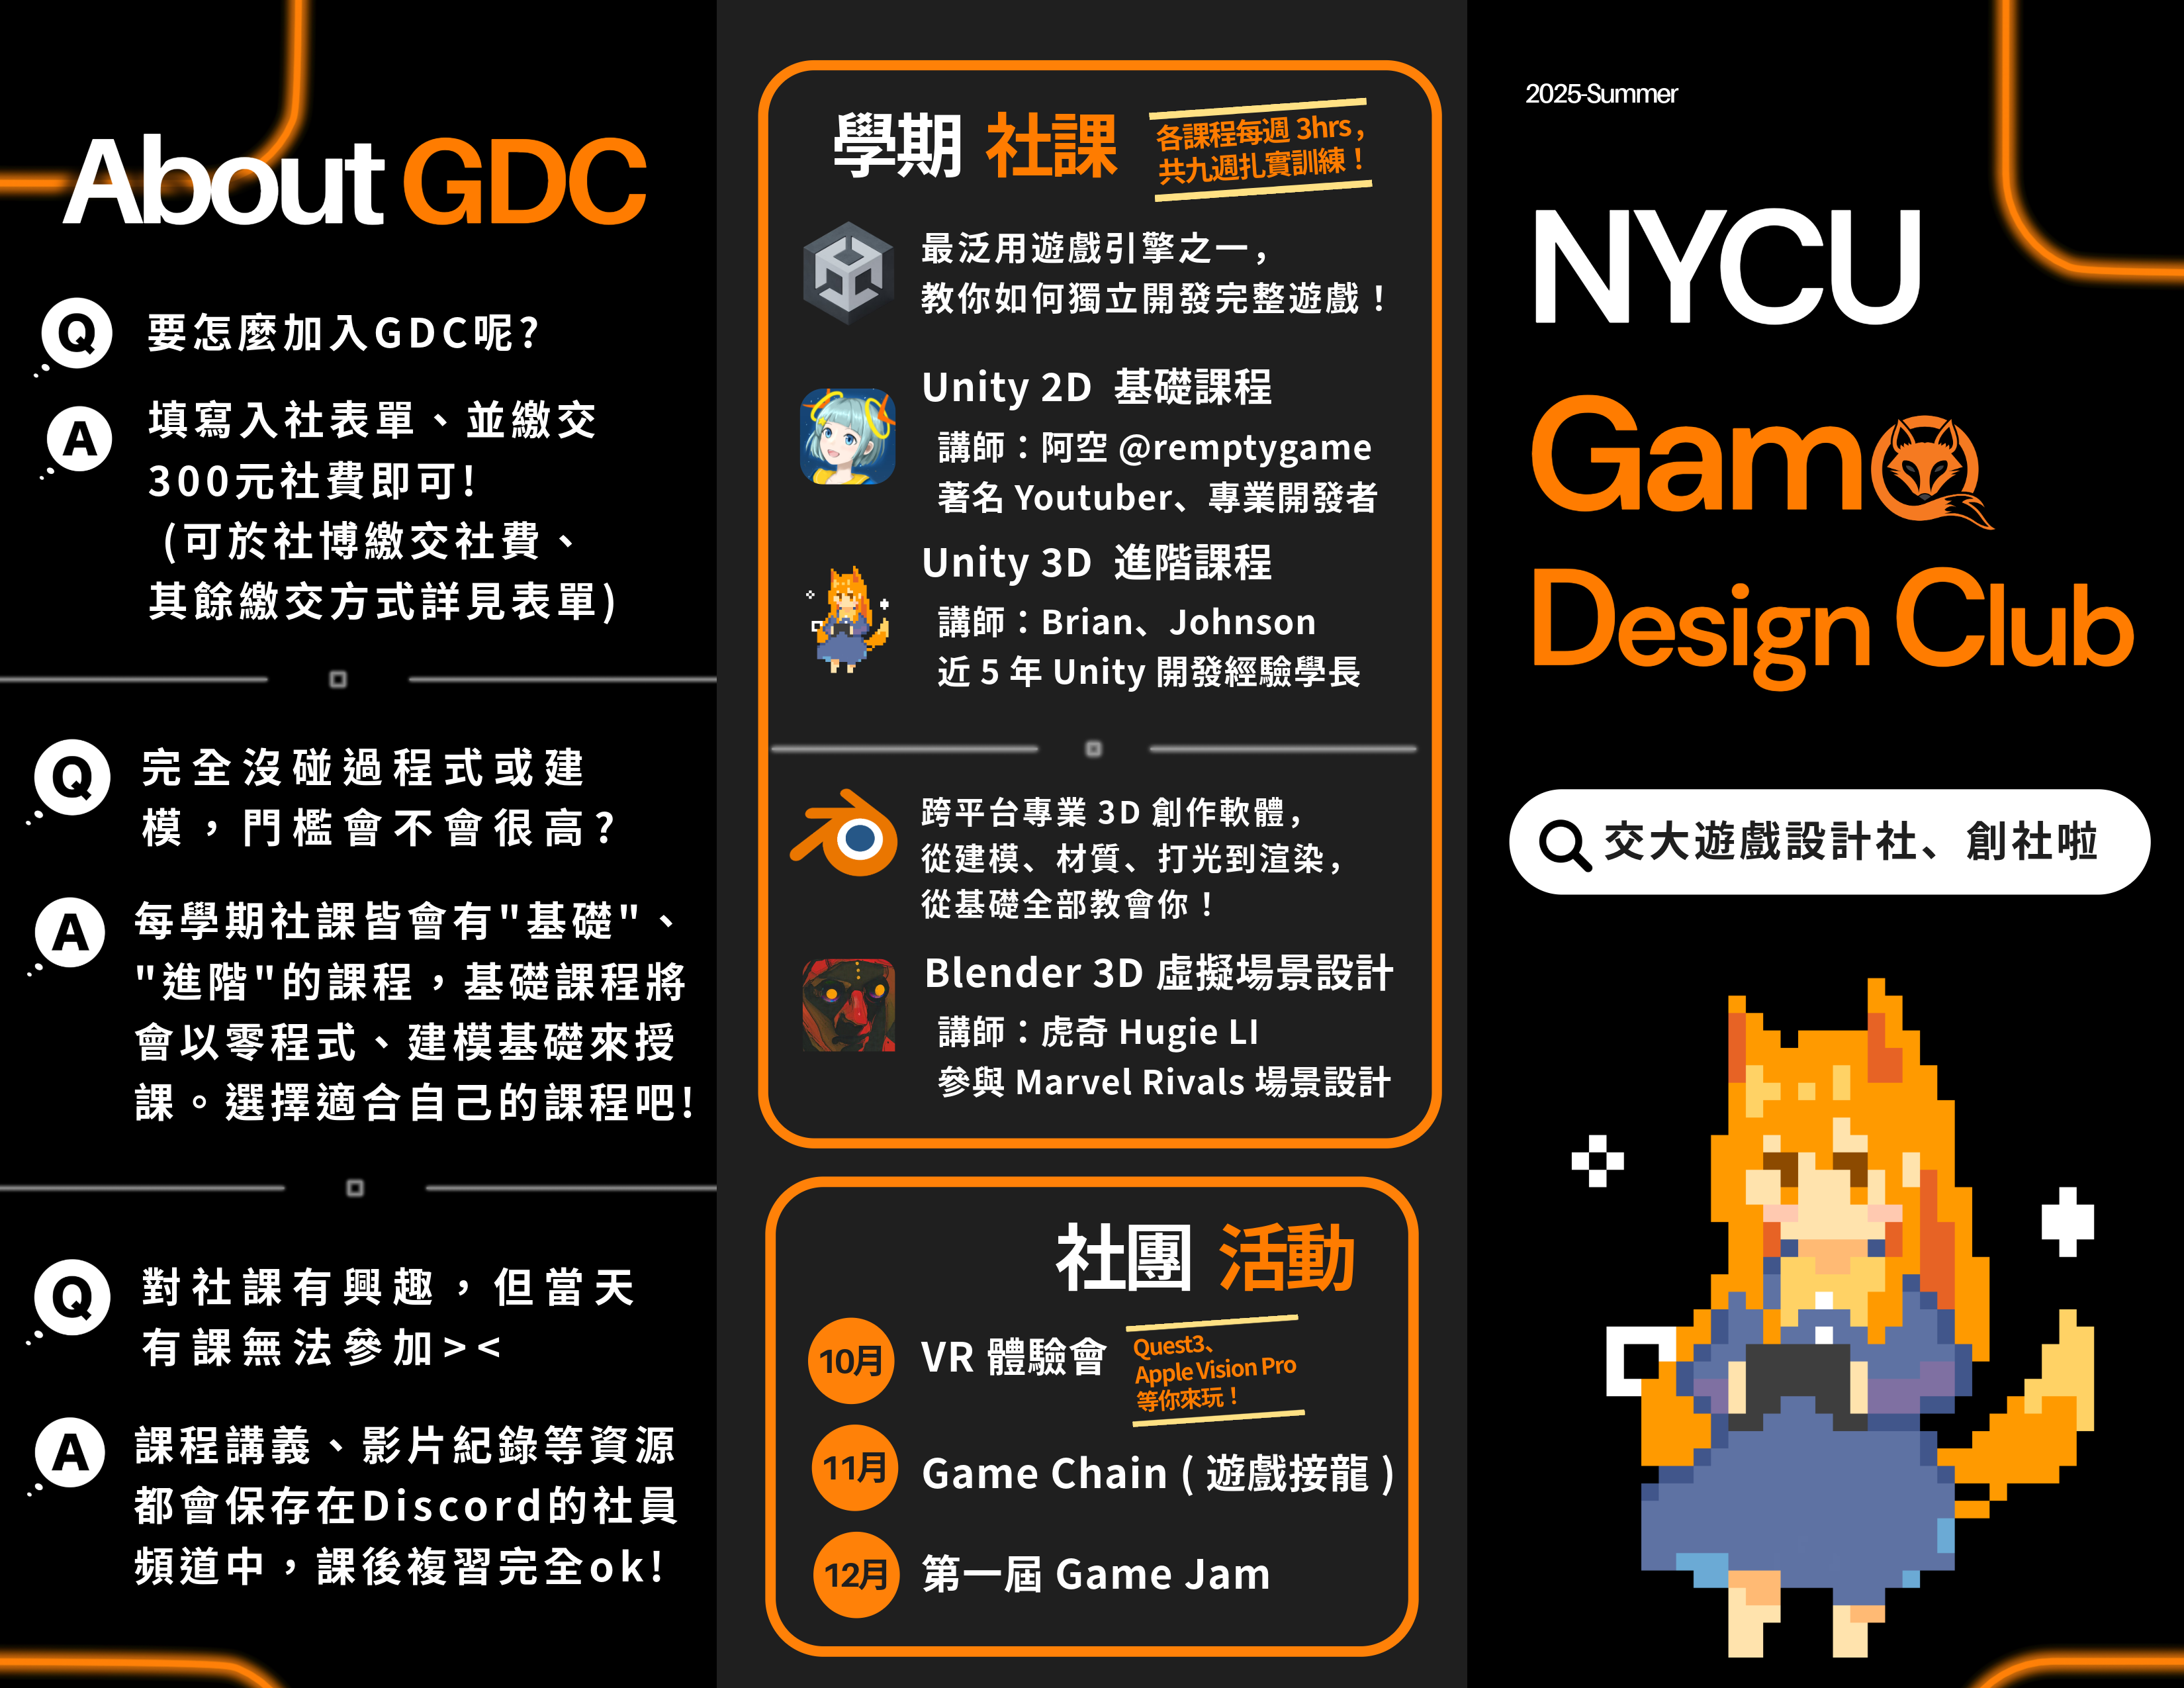 About GDC
Q 要怎麼加入GDC呢?
A 填寫入社表單、並繳交
300元社費即可!
(可於社博繳交社費、
其餘繳交方式詳見表單)
Q 完全沒碰過程式或建
模，門檻會不會很高?
A 每學期社課皆會有"基礎"、
"進階"的課程，基礎課程將
會以零程式、建模基礎來授
課。選擇適合自己的課程吧!
Q 對社課有興趣，但當天
有課無法參加><
A 課程講義、影片紀錄等資源
都會保存在Discord的社員
頻道中，課後複習完全ok!
學期 社課
各課程每週 3hrs，
共九週扎實訓練！
最泛用遊戲引擎之一，
教你如何獨立開發完整遊戲！
Unity 2D 基礎課程
講師：阿空 @remptygame
著名 Youtuber、專業開發者
Unity 3D 進階課程
講師：Brian、Johnson
近 5 年 Unity 開發經驗學長
跨平台專業 3D 創作軟體，
從建模、材質、打光到渲染，
從基礎全部教會你！
Blender 3D 虛擬場景設計
講師：虎奇 Hugie LI
參與 Marvel Rivals 場景設計
社團 活動
10月 VR 體驗會
Quest3、
Apple Vision Pro
等你來玩！
11月 Game Chain ( 遊戲接龍 )
12月 第一屆 Game Jam
2025-Summer
NYCU
Game
Design Club
交大遊戲設計社、創社啦